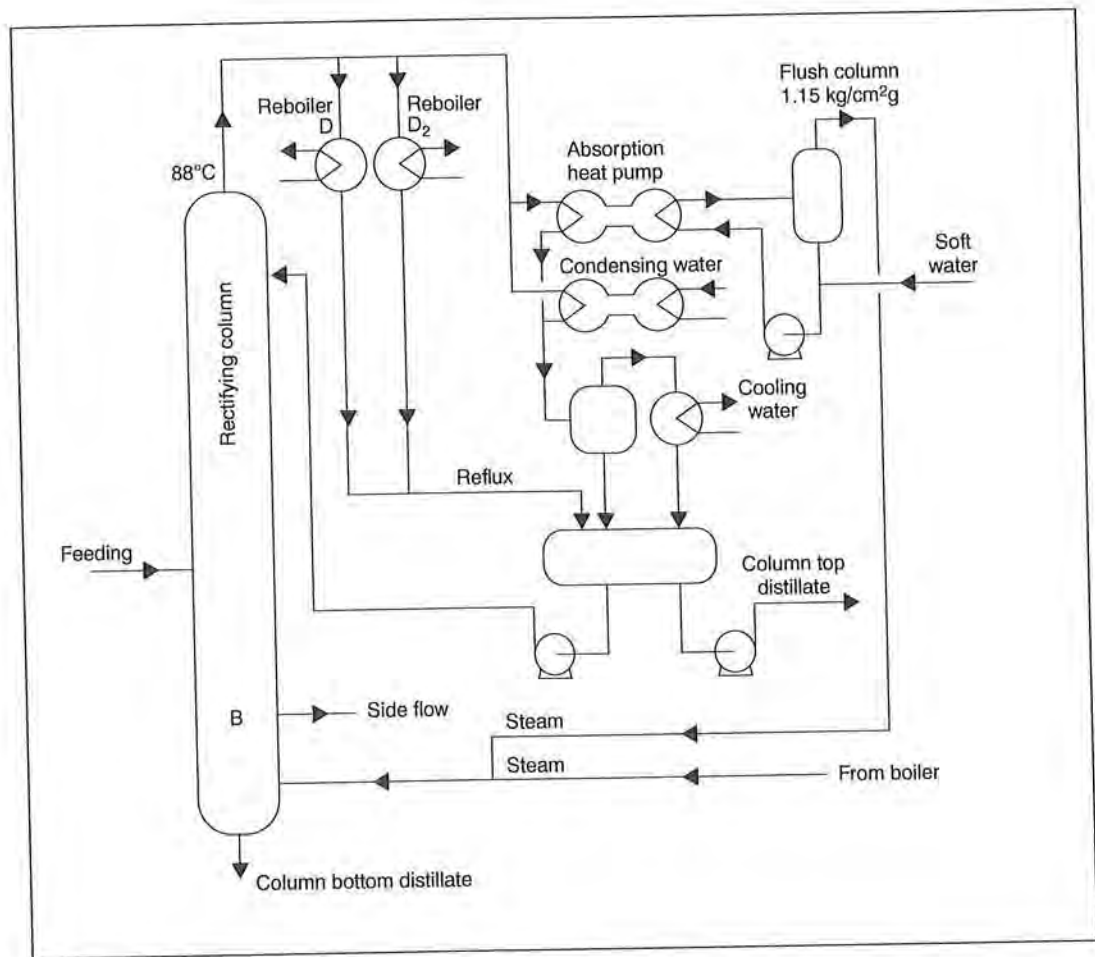 Flush column
1.15 kg/cm²g
Reboiler
D
Reboiler
D₂
Absorption
heat pump
88°C
Soft
water
Condensing water
Rectifying column
Cooling
water
Reflux
Feeding
Column top
distillate
B
Side flow
Steam
Steam
From boiler
Column bottom distillate